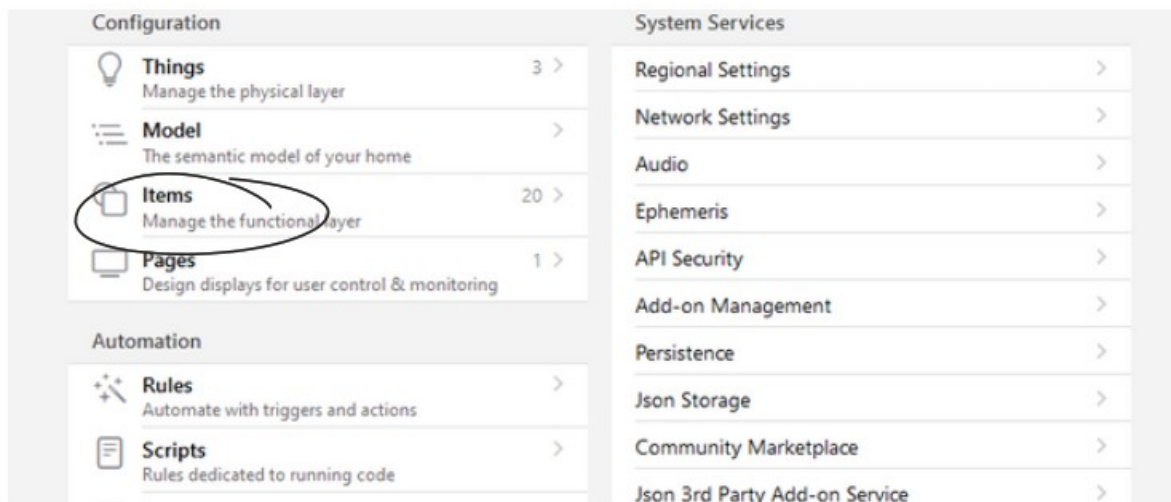 Configuration
Things 3
Manage the physical layer
Model
The semantic model of your home
Items 20
Manage the functional layer
Pages 1
Design displays for user control & monitoring
Automation
Rules
Automate with triggers and actions
Scripts
Rules dedicated to running code
System Services
Regional Settings
Network Settings
Audio
Ephemeris
API Security
Add-on Management
Persistence
Json Storage
Community Marketplace
Json 3rd Party Add-on Service